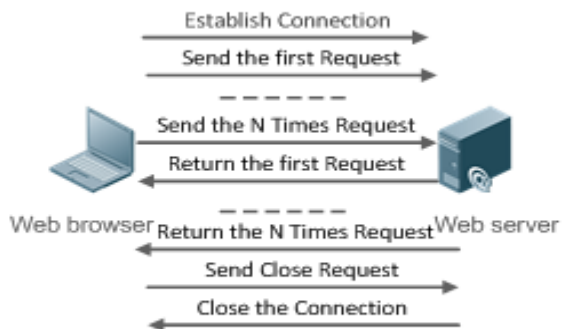 Establish Connection
Send the first Request
Send the N Times Request
Return the first Request
Web browser
Web server
Return the N Times Request
Send Close Request
Close the Connection